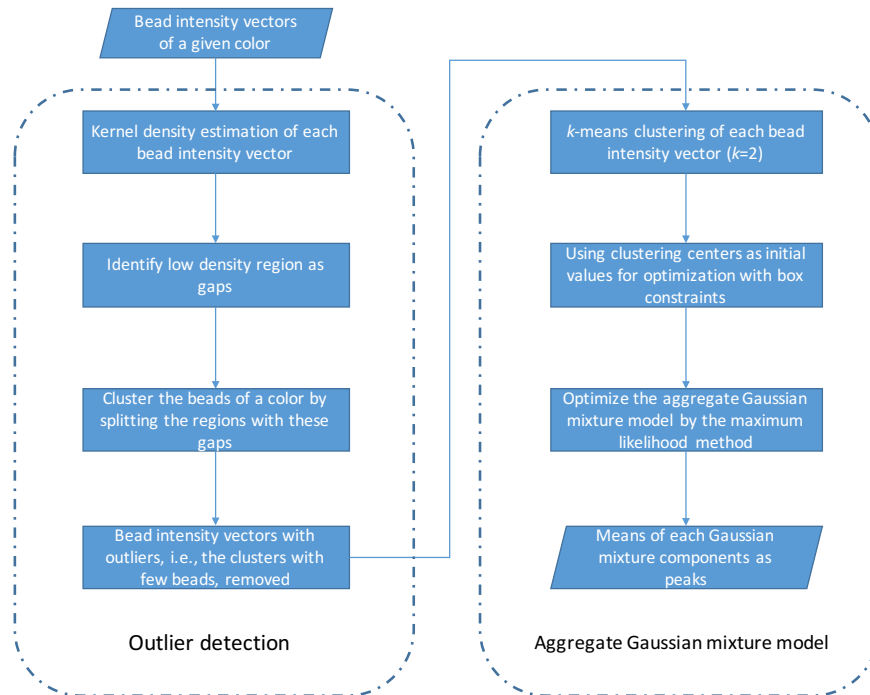 Bead intensity vectors
of a given color
Kernel density estimation of each
bead intensity vector
Identify low density region as
gaps
Cluster the beads of a color by
splitting the regions with these
gaps
Bead intensity vectors with
outliers, i.e., the clusters with
few beads, removed
Outlier detection
k-means clustering of each bead
intensity vector (k=2)
Using clustering centers as initial
values for optimization with box
constraints
Optimize the aggregate Gaussian
mixture model by the maximum
likelihood method
Means of each Gaussian
mixture components as
peaks
Aggregate Gaussian mixture model